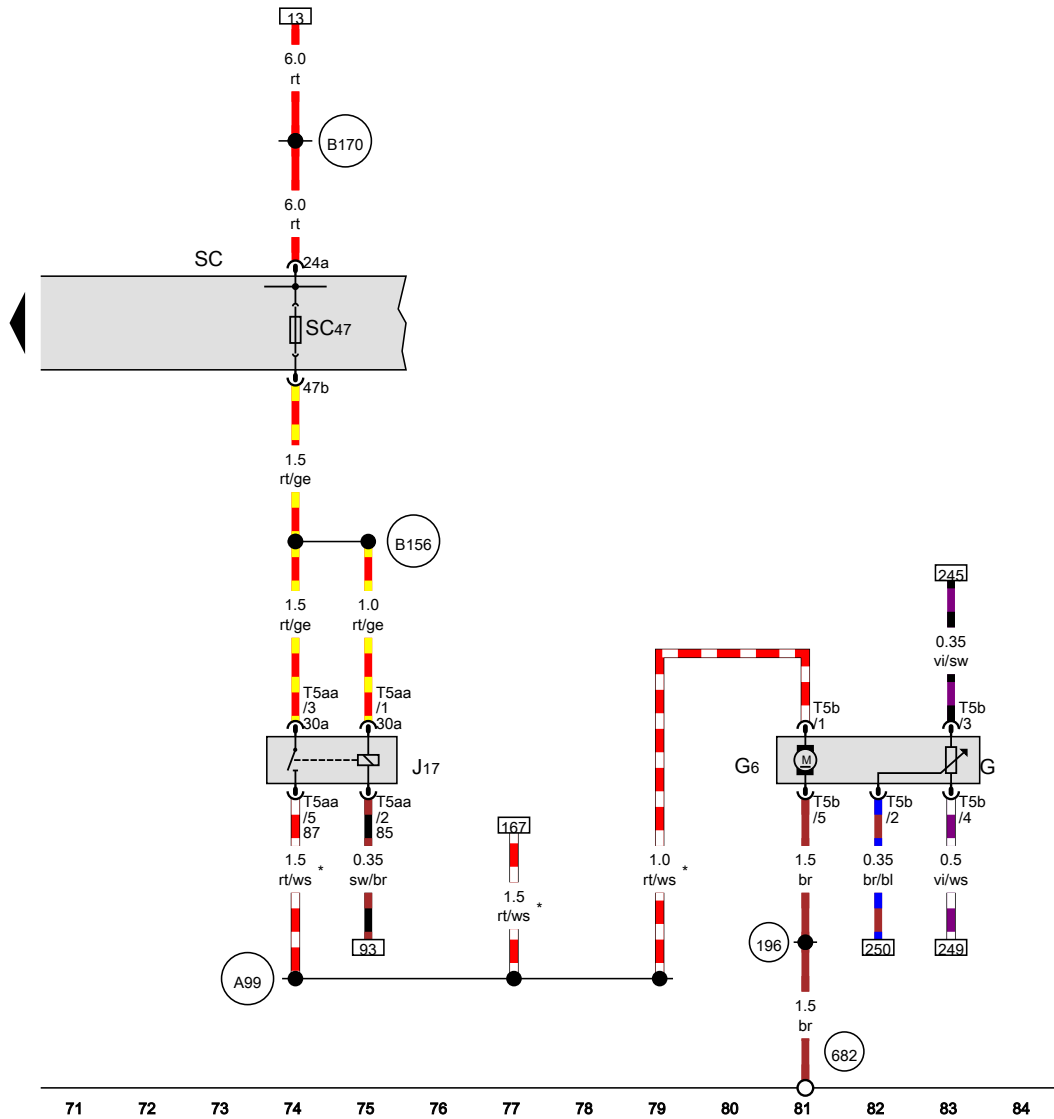 13
6.0
rt
B170
6.0
rt
SC
24a
SC47
47b
1.5
rt/ge
B156
245
1.5
rt/ge
1.0
rt/ge
0.35
vi/sw
T5aa
/3
30a
T5aa
/1
30a
T5b
/1
T5b
/3
J17
G6
M
G
T5aa
/5
87
T5aa
/2
85
T5b
/5
T5b
/2
T5b
/4
167
1.5
rt/ws *
0.35
sw/br
1.5
rt/ws *
1.0
rt/ws *
1.5
br
0.35
br/bl
0.5
vi/ws
93
196
250
249
A99
1.5
br
682
71 72 73 74 75 76 77 78 79 80 81 82 83 84